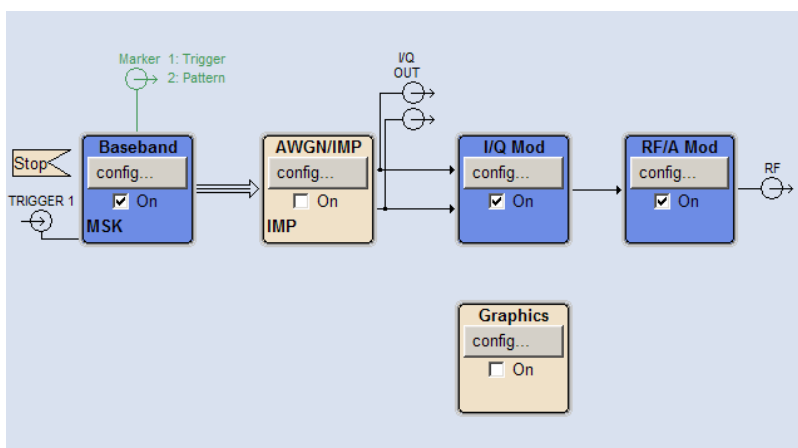 Marker 1: Trigger
2: Pattern
I/Q
OUT
Stop
TRIGGER 1
Baseband
config...
On
MSK
AWGN/IMP
config...
On
IMP
I/Q Mod
config...
On
RF/A Mod
config...
On
RF
Graphics
config...
On